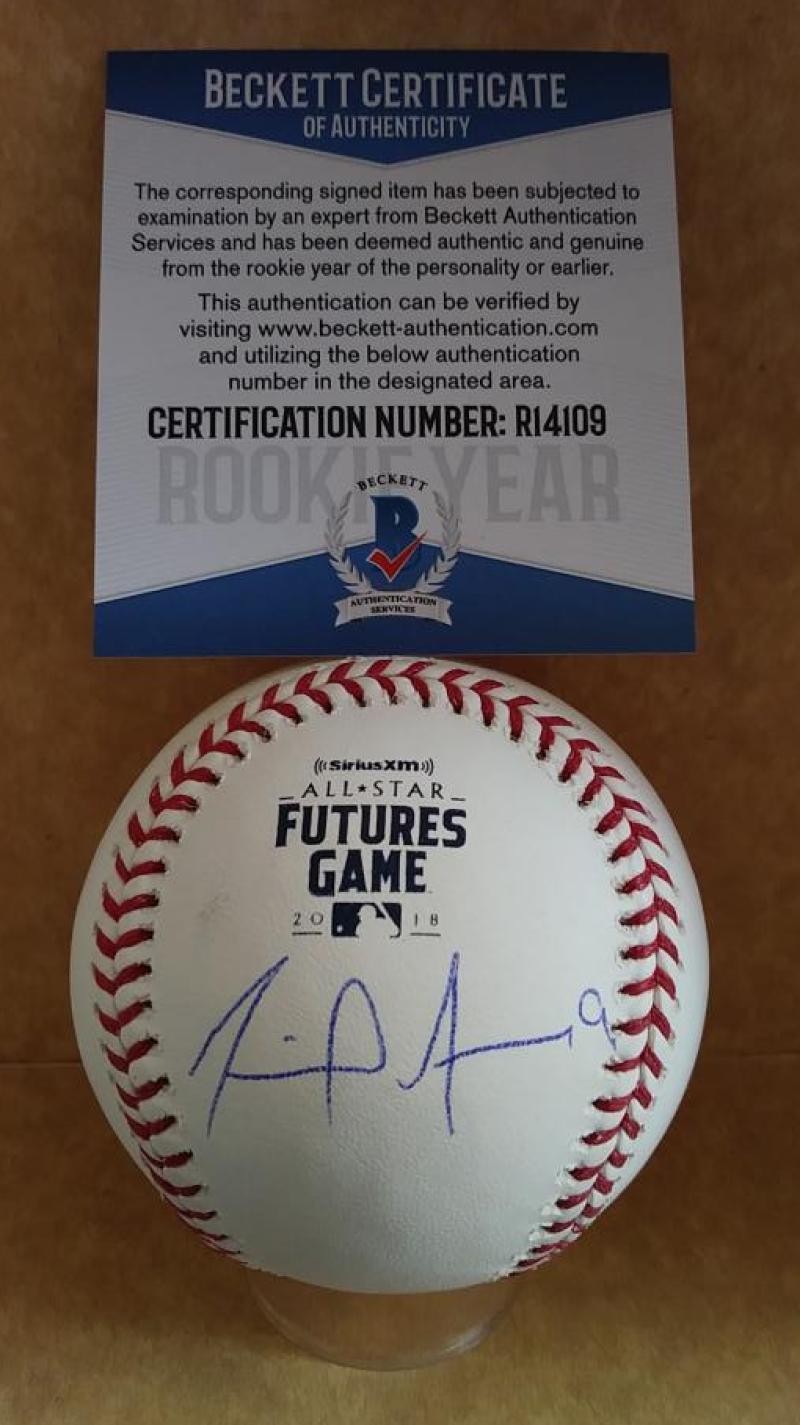 BECKETT CERTIFICATE
OF AUTHENTICITY
The corresponding signed item has been subjected to
examination by an expert from Beckett Authentication
Services and has been deemed authentic and genuine
from the rookie year of the personality or earlier.
This authentication can be verified by
visiting www.beckett-authentication.com
and utilizing the below authentication
number in the designated area.
CERTIFICATION NUMBER: R14109
ROOKIE YEAR
BECKETT
B
AUTHENTICATION
SERVICES
((SiriusXM))
ALL★STAR
FUTURES
GAME
2018
9